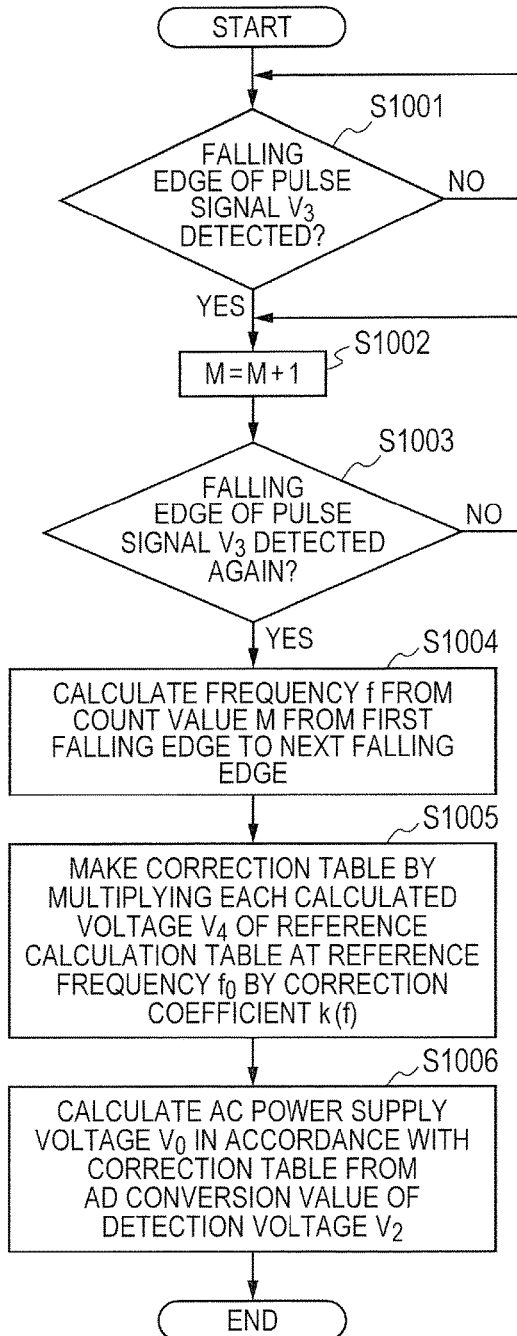 START
S1001
FALLING
EDGE OF PULSE
SIGNAL V₃
DETECTED?
NO
YES
S1002
M=M+1
S1003
FALLING
EDGE OF PULSE
SIGNAL V₃ DETECTED
AGAIN?
NO
YES
S1004
CALCULATE FREQUENCY f FROM
COUNT VALUE M FROM FIRST
FALLING EDGE TO NEXT FALLING
EDGE
S1005
MAKE CORRECTION TABLE BY
MULTIPLYING EACH CALCULATED
VOLTAGE V₄ OF REFERENCE
CALCULATION TABLE AT REFERENCE
FREQUENCY f₀ BY CORRECTION
COEFFICIENT k(f)
S1006
CALCULATE AC POWER SUPPLY
VOLTAGE V₀ IN ACCORDANCE WITH
CORRECTION TABLE FROM
AD CONVERSION VALUE OF
DETECTION VOLTAGE V₂
END